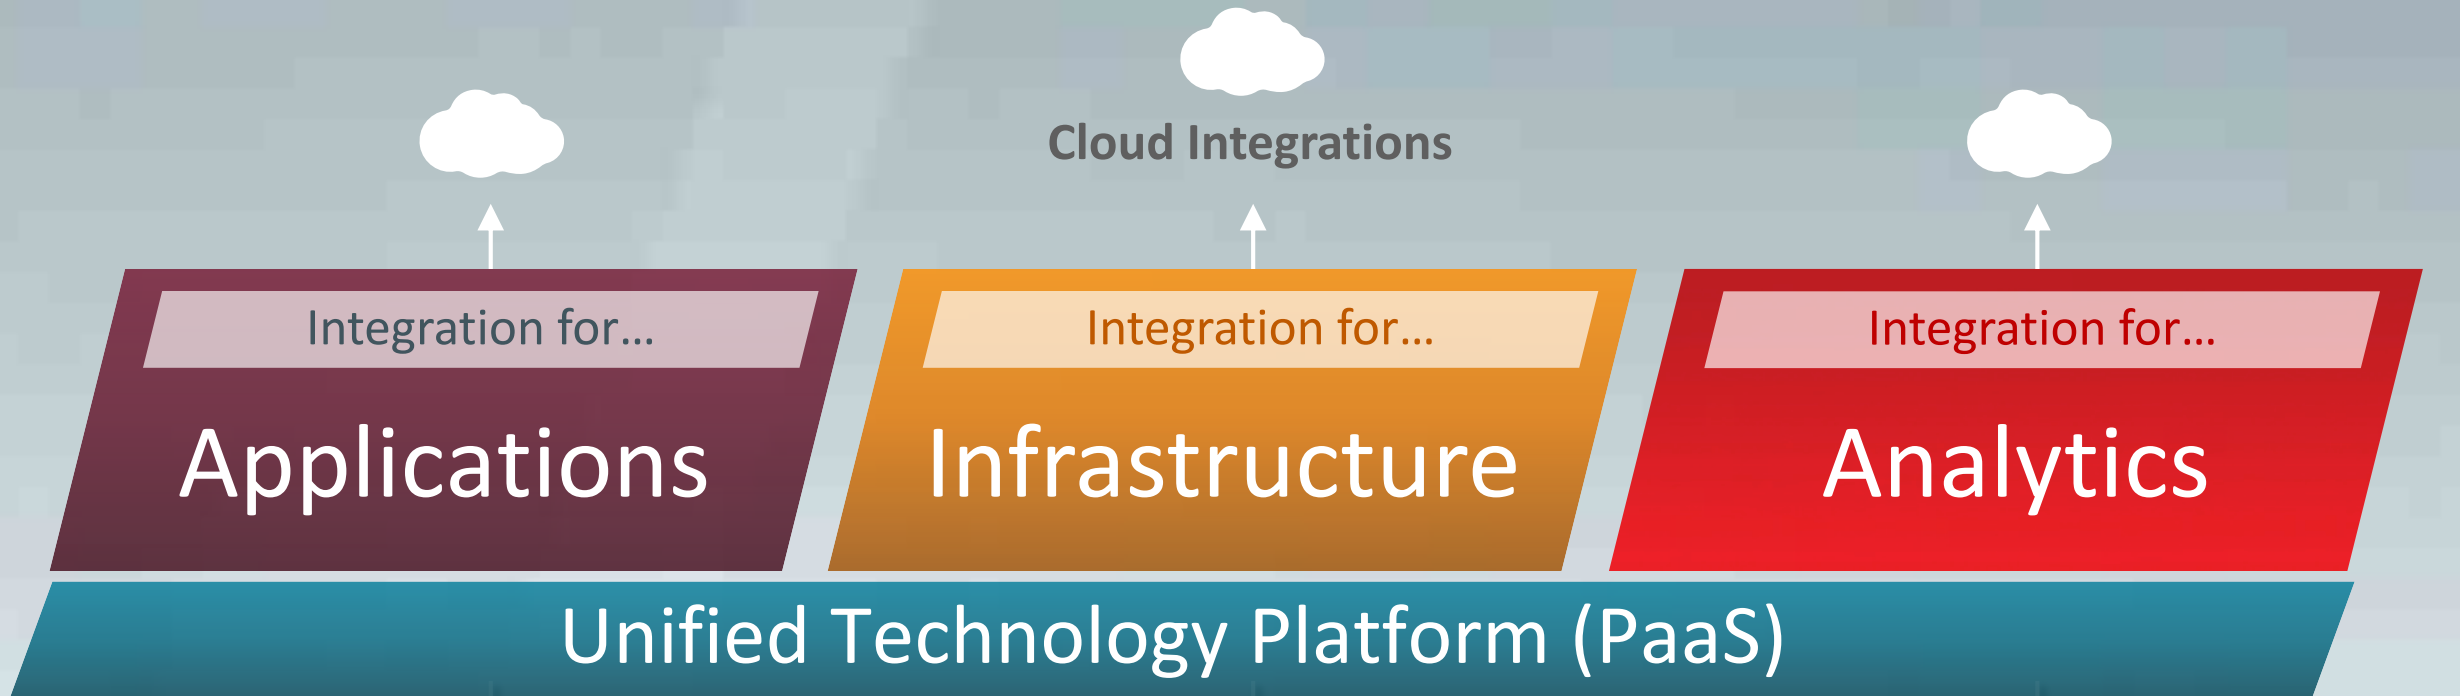 Cloud Integrations
Integration for...
Integration for...
Integration for...
Applications
Infrastructure
Analytics
Unified Technology Platform (PaaS)